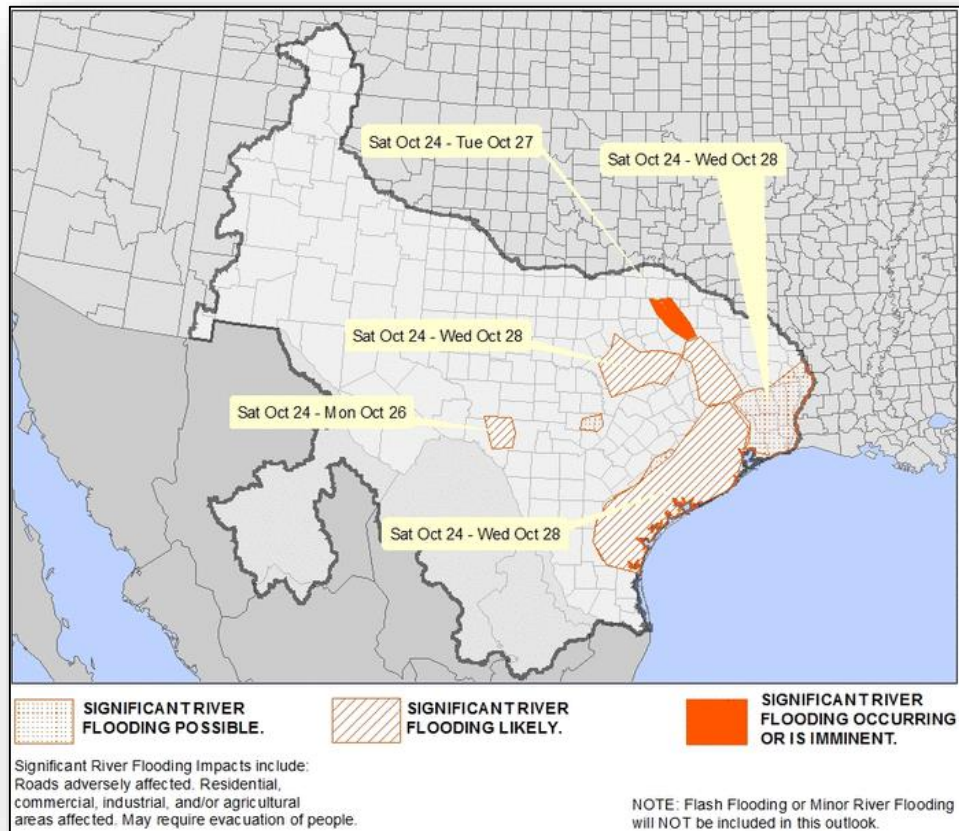 Sat Oct 24 - Tue Oct 27
Sat Oct 24 - Wed Oct 28
Sat Oct 24 - Wed Oct 28
Sat Oct 24 - Mon Oct 26
Sat Oct 24 - Wed Oct 28
SIGNIFICANT RIVER
FLOODING POSSIBLE.
SIGNIFICANT RIVER
FLOODING LIKELY.
SIGNIFICANT RIVER
FLOODING OCCURRING
OR IS IMMINENT.
Significant River Flooding Impacts include:
Roads adversely affected. Residential,
commercial, industrial, and/or agricultural
areas affected. May require evacuation of people.
NOTE: Flash Flooding or Minor River Flooding
will NOT be included in this outlook.